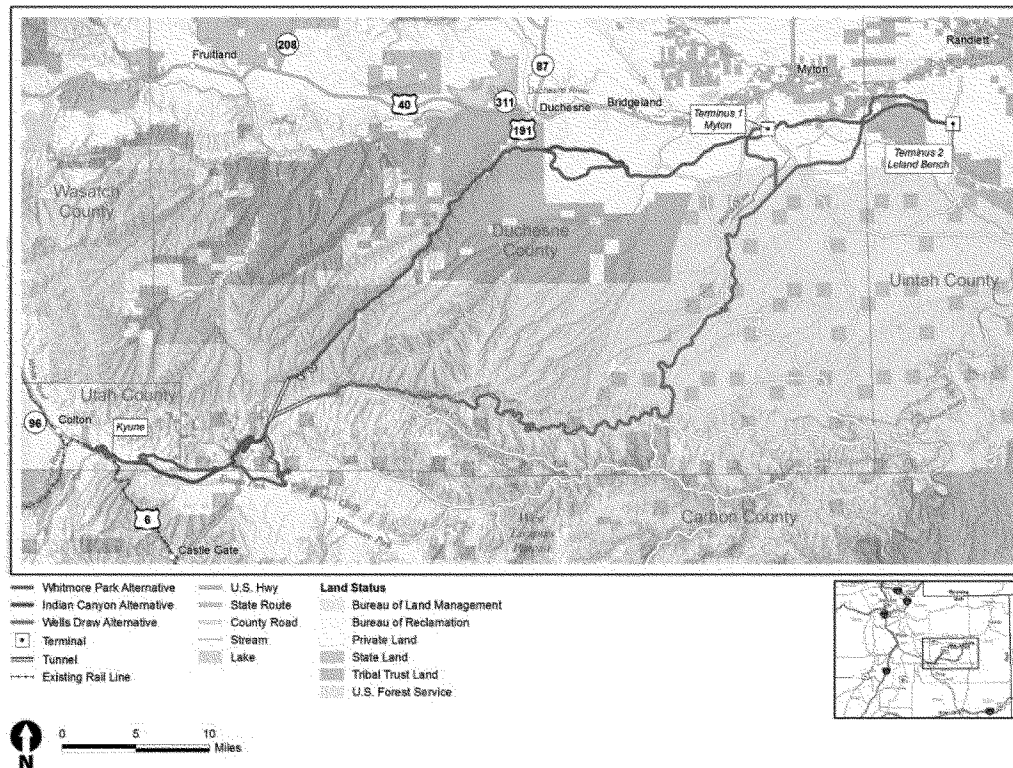 Randlett
208
Fruitland
87
Myton
Duchesne River
311
40
Duchesne
Bridgeland
191
Terminus 1
Myton
Terminus 2
Leland Bench
Wasatch
County
Duchesne
County
Uintah County
Utah County
96
Colton
Kyune
6
Carbon County
Castle Gate
Whitmore Park Alternative
Indian Canyon Alternative
Wells Draw Alternative
Terminal
Tunnel
Existing Rail Line
U.S. Hwy
State Route
County Road
Stream
Lake
Land Status
Bureau of Land Management
Bureau of Reclamation
Private Land
State Land
Tribal Trust Land
U.S. Forest Service
N
0 5 10
Miles